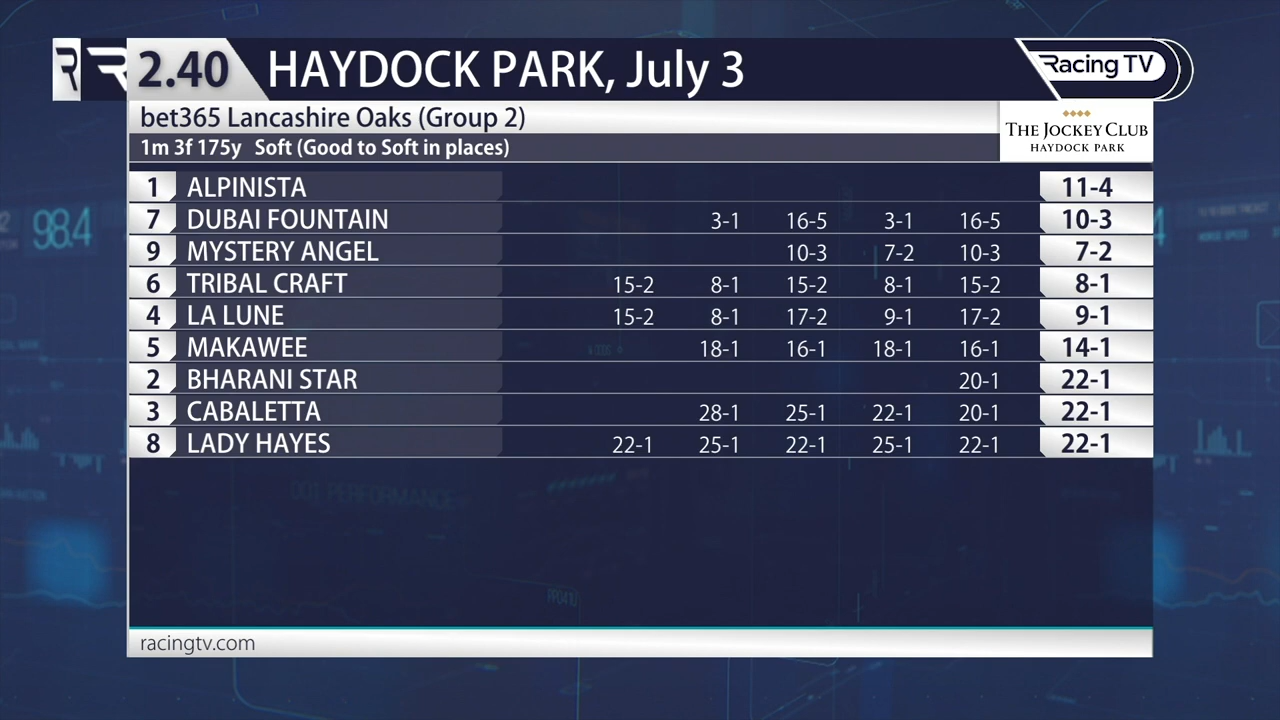 2.40 HAYDOCK PARK, July 3 Racing TV
bet365 Lancashire Oaks (Group 2)
1m 3f 175y Soft (Good to Soft in places)
THE JOCKEY CLUB
HAYDOCK PARK
1 ALPINISTA 11-4
7 DUBAI FOUNTAIN 3-1 16-5 3-1 16-5 10-3
9 MYSTERY ANGEL 10-3 7-2 10-3 7-2
6 TRIBAL CRAFT 15-2 8-1 15-2 8-1 15-2 8-1
4 LA LUNE 15-2 8-1 17-2 9-1 17-2 9-1
5 MAKAWEE 18-1 16-1 18-1 16-1 14-1
2 BHARANI STAR 20-1 22-1
3 CABALETTA 28-1 25-1 22-1 20-1 22-1
8 LADY HAYES 22-1 25-1 22-1 25-1 22-1 22-1
98.4
racingtv.com